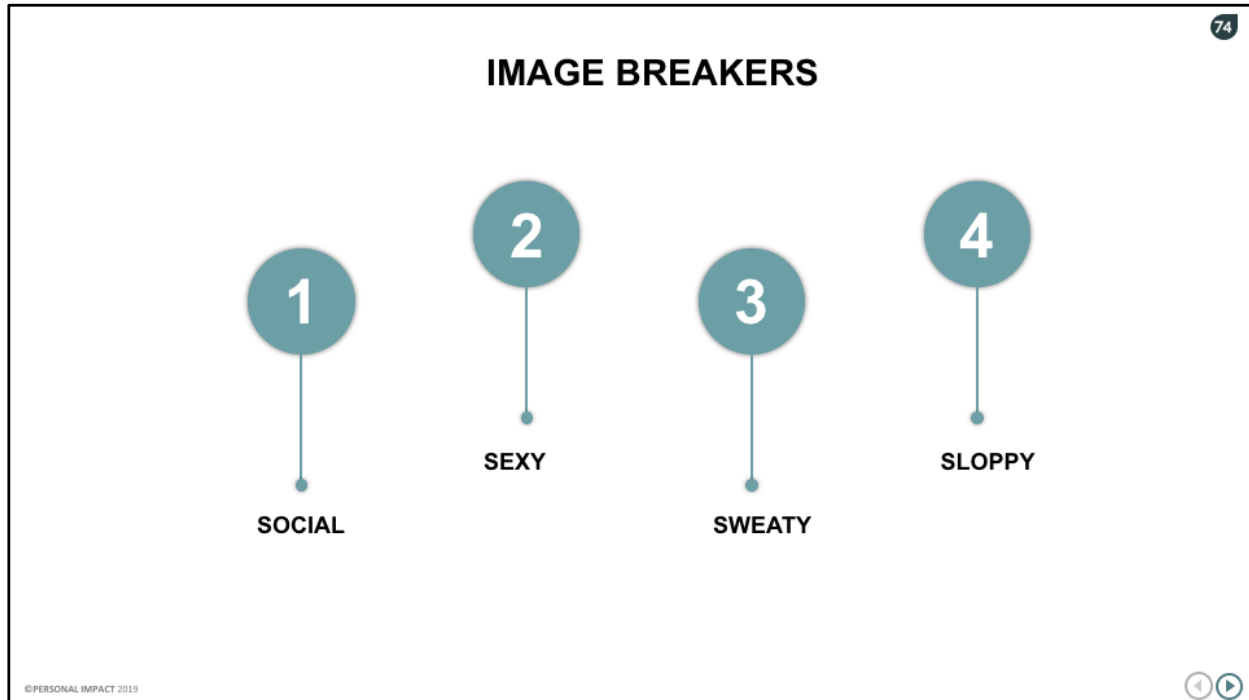 74
IMAGE BREAKERS
1
SOCIAL
2
SEXY
3
SWEATY
4
SLOPPY
©PERSONAL IMPACT 2019